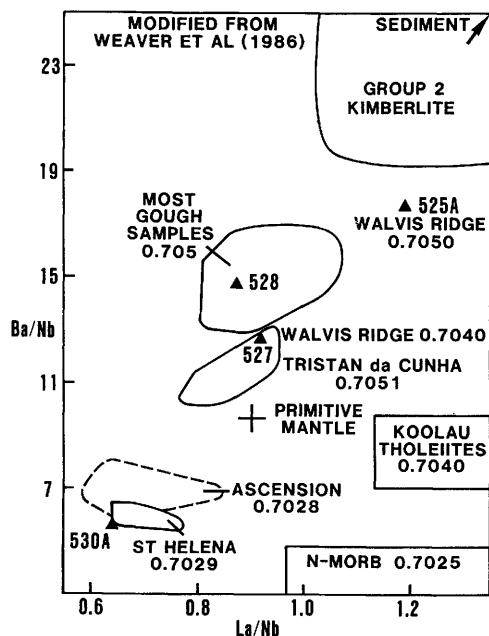 MODIFIED FROM
WEAVER ET AL (1986)
SEDIMENT
GROUP 2
KIMBERLITE
525A
WALVIS RIDGE
0.7050
MOST
GOUGH
SAMPLES
0.705
528
WALVIS RIDGE 0.7040
527
TRISTAN da CUNHA
0.7051
PRIMITIVE
MANTLE
KOOLAU
THOLEIITES
0.7040
ASCENSION
0.7028
530A
ST HELENA
0.7029
N-MORB 0.7025
Ba/Nb
23
19
15
11
7
0.6
0.8
1.0
1.2
La/Nb